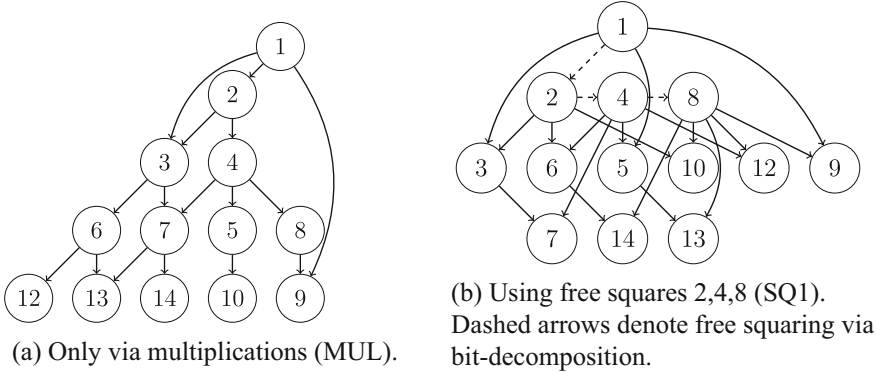 1
2
3 4
6 7 5 8
12 13 14 10 9
(a) Only via multiplications (MUL).
1
2 4 8
3 6 5 10 12 9
7 14 13
(b) Using free squares 2,4,8 (SQ1).
Dashed arrows denote free squaring via
bit-decomposition.